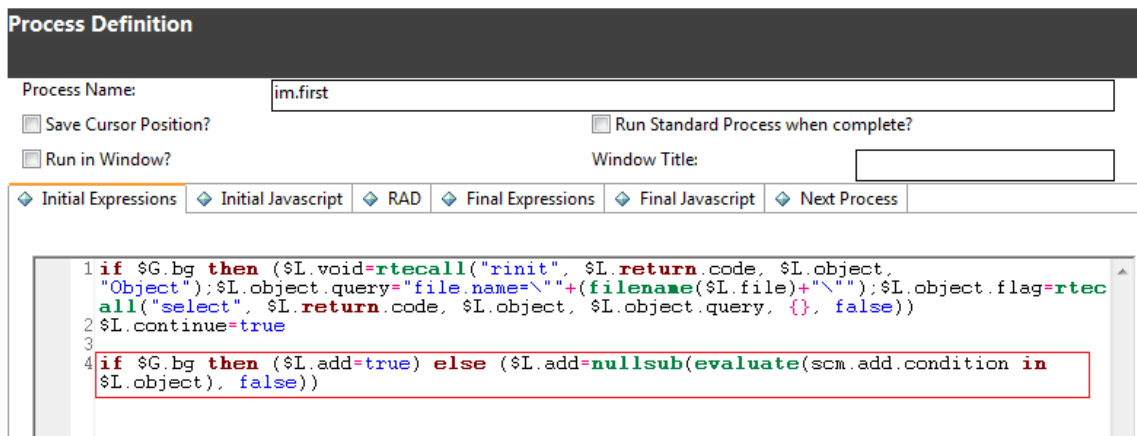 Process Definition
Process Name: im.first
Save Cursor Position? Run Standard Process when complete?
Run in Window? Window Title:
Initial Expressions Initial Javascript RAD Final Expressions Final Javascript Next Process
1 if $G.bg then ($L.void=rtecall("rinit", $L.return.code, $L.object,
"Object");$L.object.query="file.name=\""+(filename($L.file)+"\"");$L.object.flag=rtec
all("select", $L.return.code, $L.object, $L.object.query, {}, false))
2 $L.continue=true
3
4 if $G.bg then ($L.add=true) else ($L.add=nullsub(evaluate(scm.add.condition in
$L.object), false))